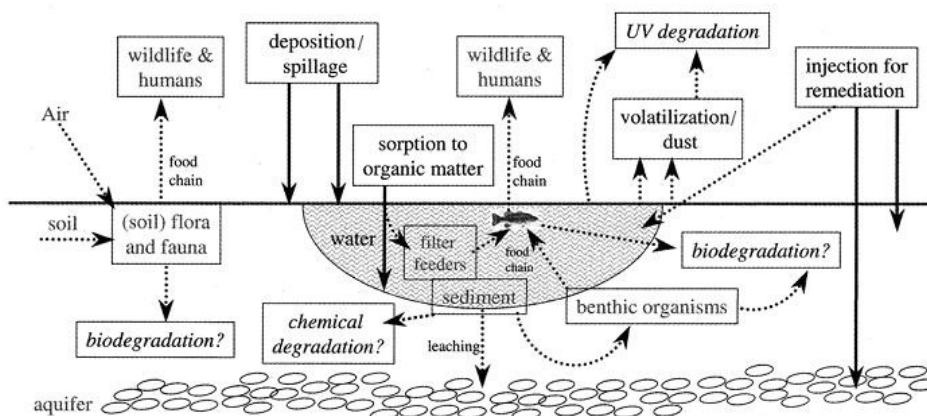 wildlife &
humans
deposition/
spillage
wildlife &
humans
UV degradation
injection for
remediation
Air
volatilization/
dust
sorption to
organic matter
food
chain
food
chain
soil
(soil) flora
and fauna
water
filter
feeders
food
chain
biodegradation?
sediment
benthic organisms
biodegradation?
chemical
degradation?
leaching
aquifer